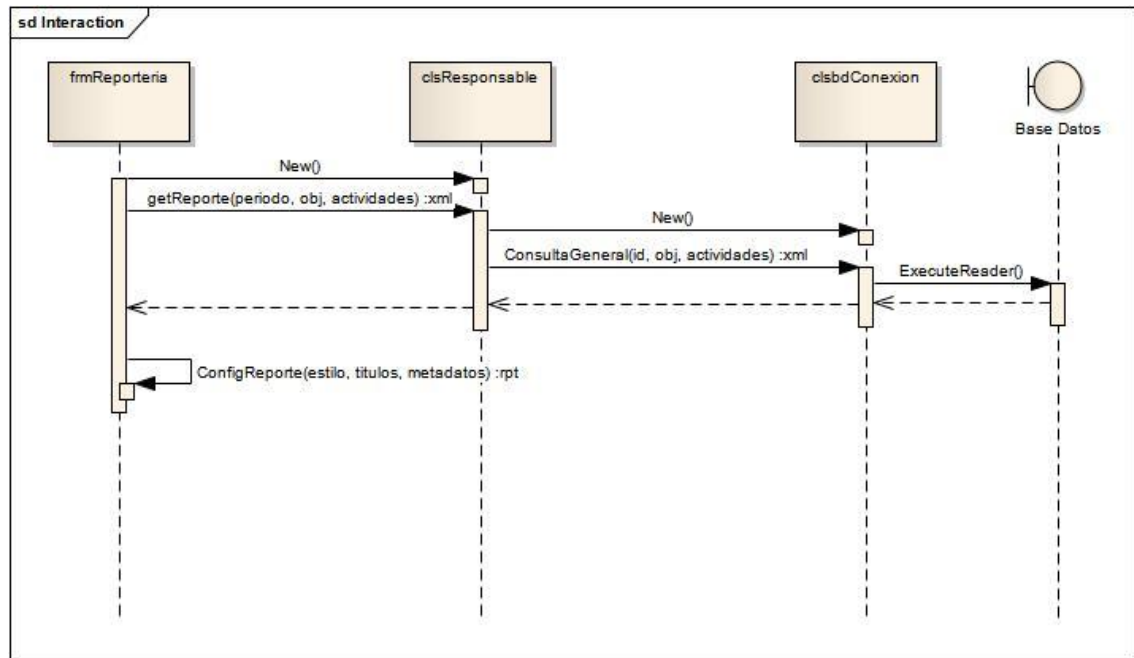 sd Interaction
frmReporteria
clsResponsable
clsbdConexion
Base Datos
New()
getReporte(periodo, obj, actividades) :xml
New()
ConsultaGeneral(id, obj, actividades) :xml
ExecuteReader()
ConfigReporte(estilo, titulos, metadatos) :rpt